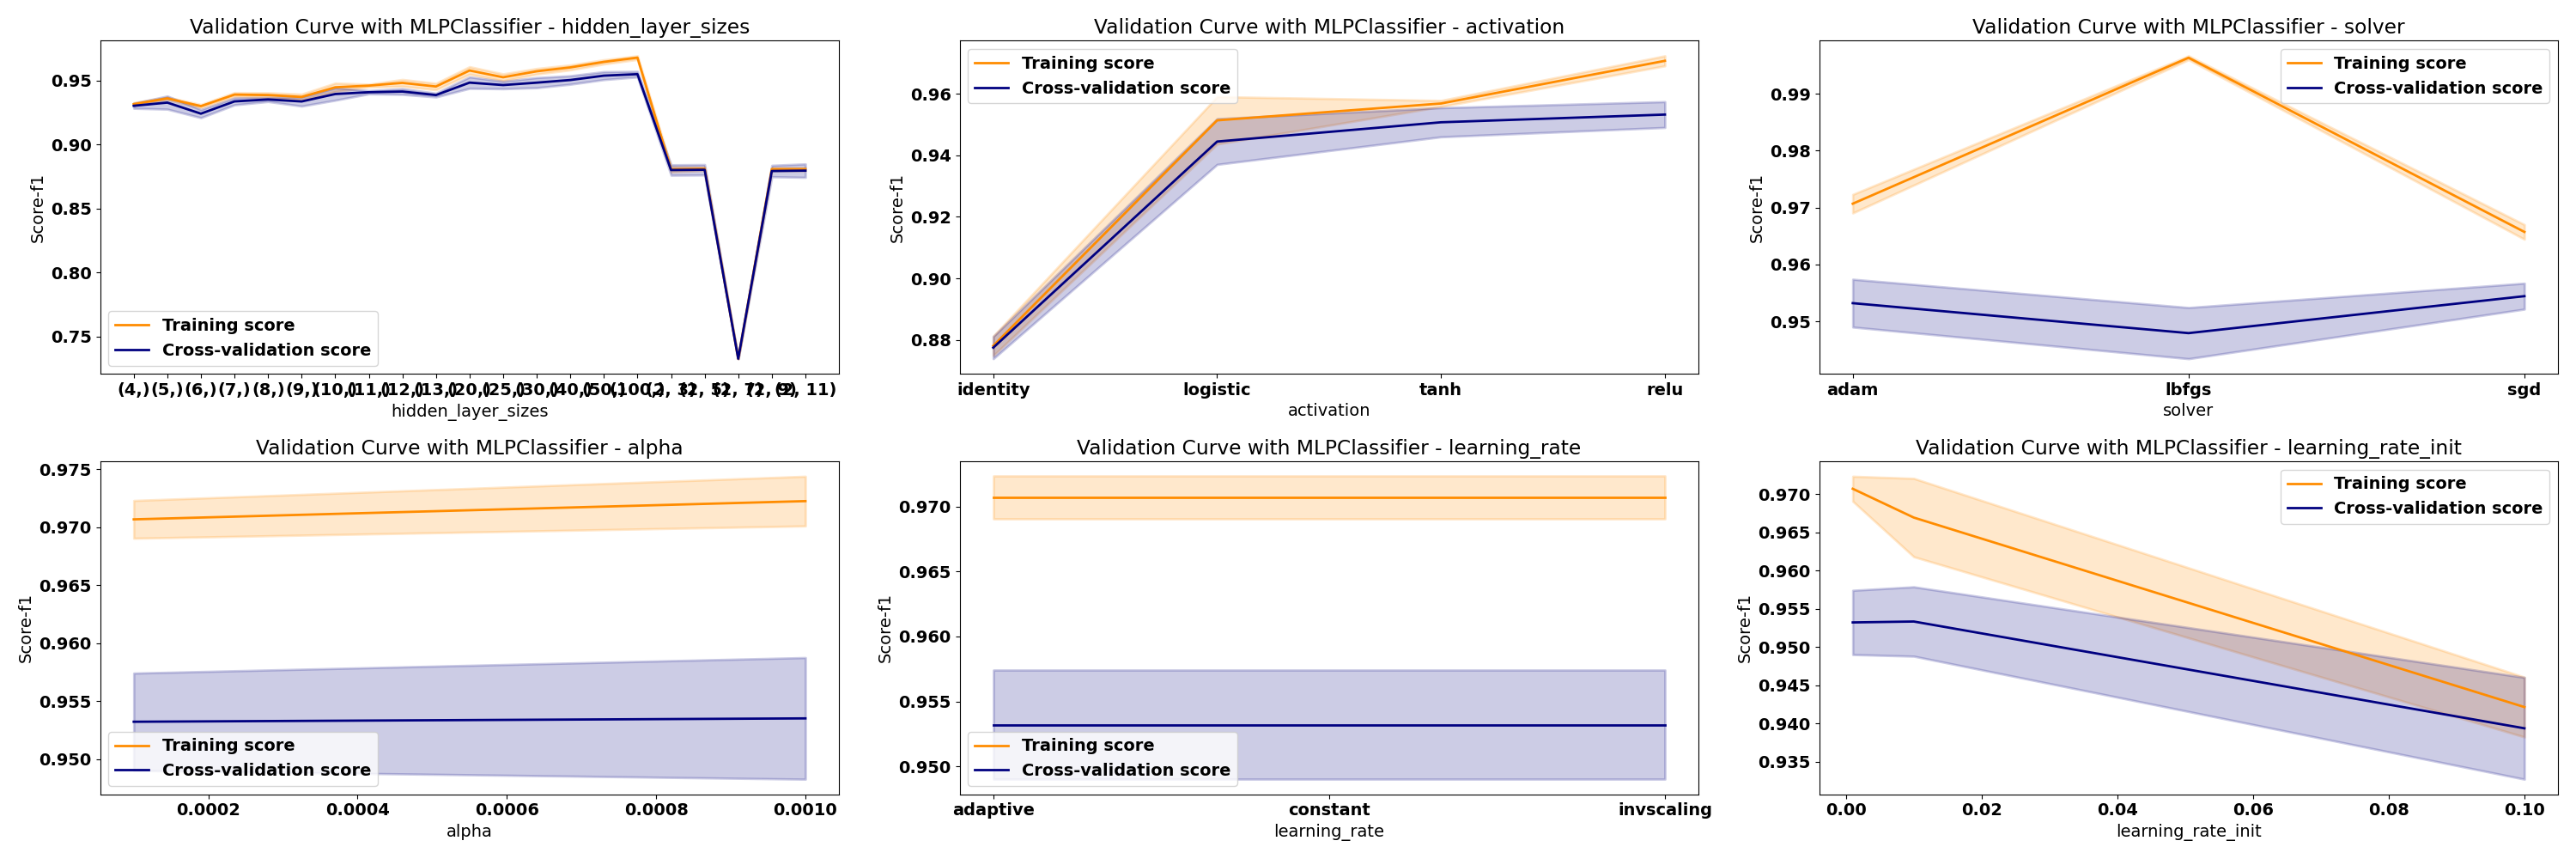 Validation Curve with MLPClassifier - hidden_layer_sizes
0.95
0.90
0.85
0.80
0.75
Score-f1
Training score
Cross-validation score
(4,) (5,) (6,) (7,) (8,) (9,)
hidden_layer_sizes
Validation Curve with MLPClassifier - activation
Training score
Cross-validation score
0.96
0.94
0.92
0.90
0.88
Score-f1
identity logistic tanh relu
activation
Validation Curve with MLPClassifier - solver
Training score
Cross-validation score
0.99
0.98
0.97
0.96
0.95
Score-f1
adam lbfgs sgd
solver
Validation Curve with MLPClassifier - alpha
0.975
0.970
0.965
0.960
0.955
0.950
Score-f1
Training score
Cross-validation score
0.0002 0.0004 0.0006 0.0008 0.0010
alpha
Validation Curve with MLPClassifier - learning_rate
0.970
0.965
0.960
0.955
0.950
Score-f1
Training score
Cross-validation score
adaptive constant invscaling
learning_rate
Validation Curve with MLPClassifier - learning_rate_init
Training score
Cross-validation score
0.970
0.965
0.960
0.955
0.950
0.945
0.940
0.935
Score-f1
0.00 0.02 0.04 0.06 0.08 0.10
learning_rate_init